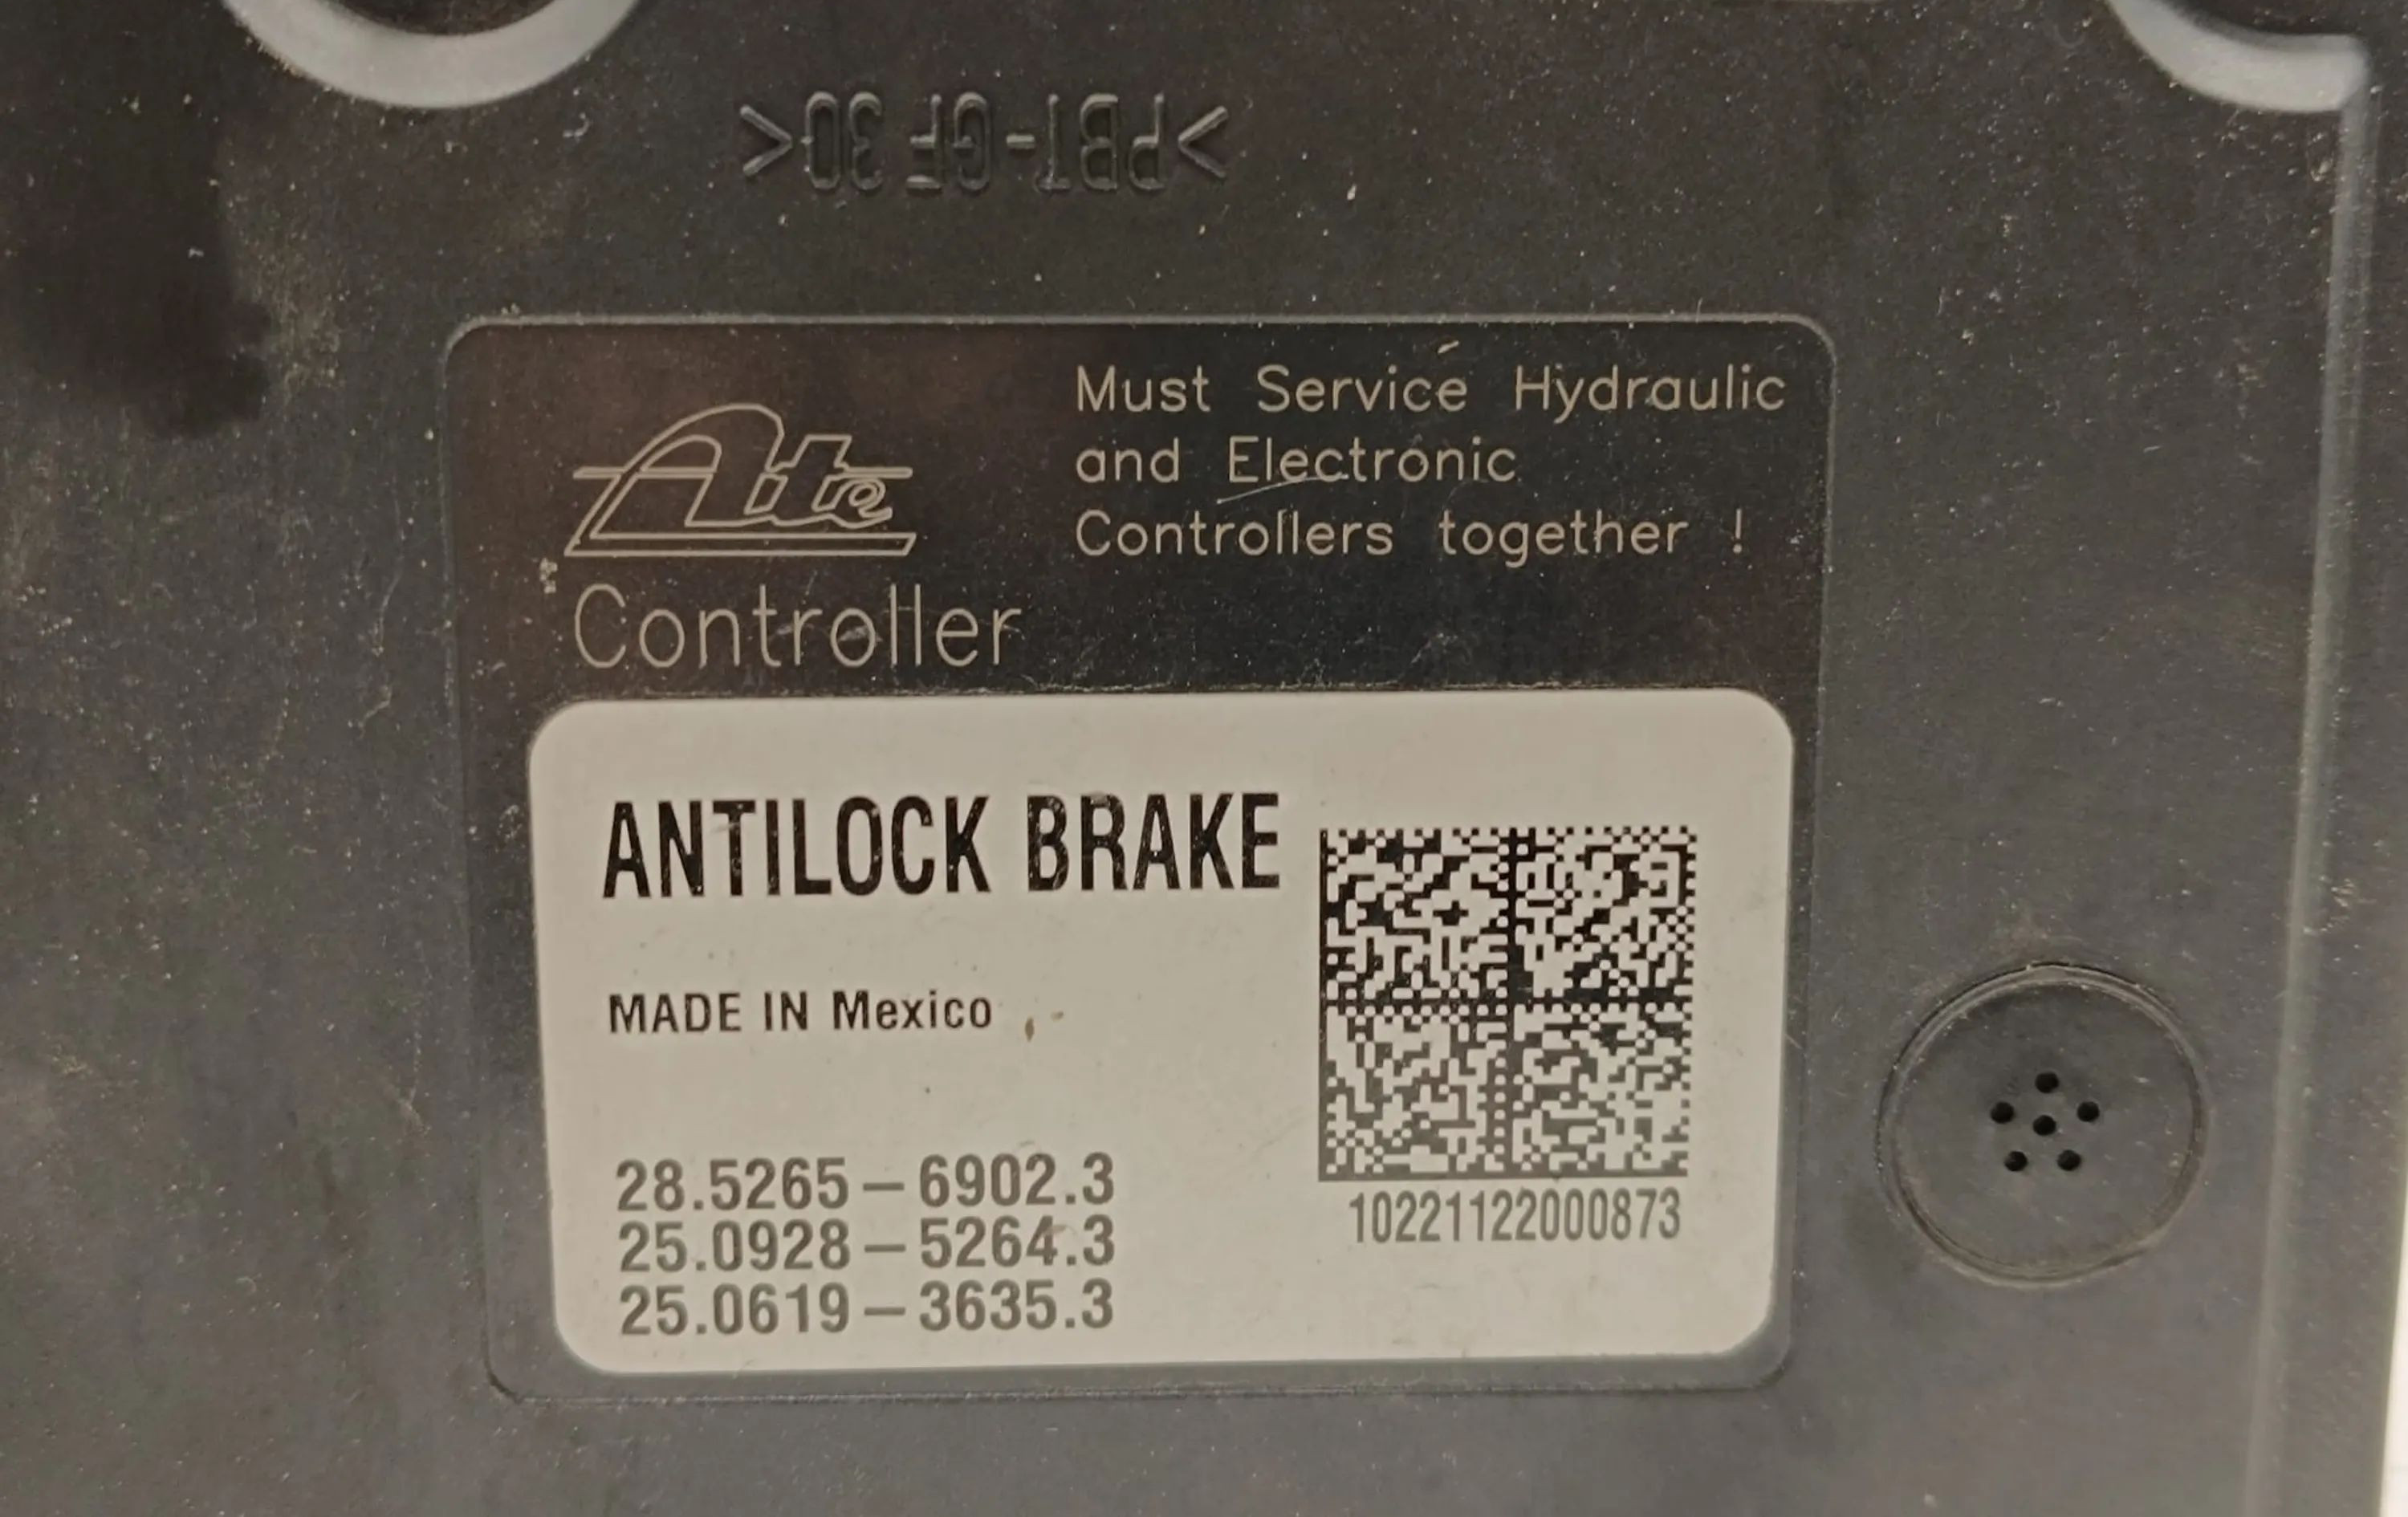 >PBT-GF 30<
Ate
Controller
Must Service Hydraulic
and Electronic
Controllers together !
ANTILOCK BRAKE
MADE IN Mexico
28.5265–6902.3
25.0928–5264.3
25.0619–3635.3
10221122000873